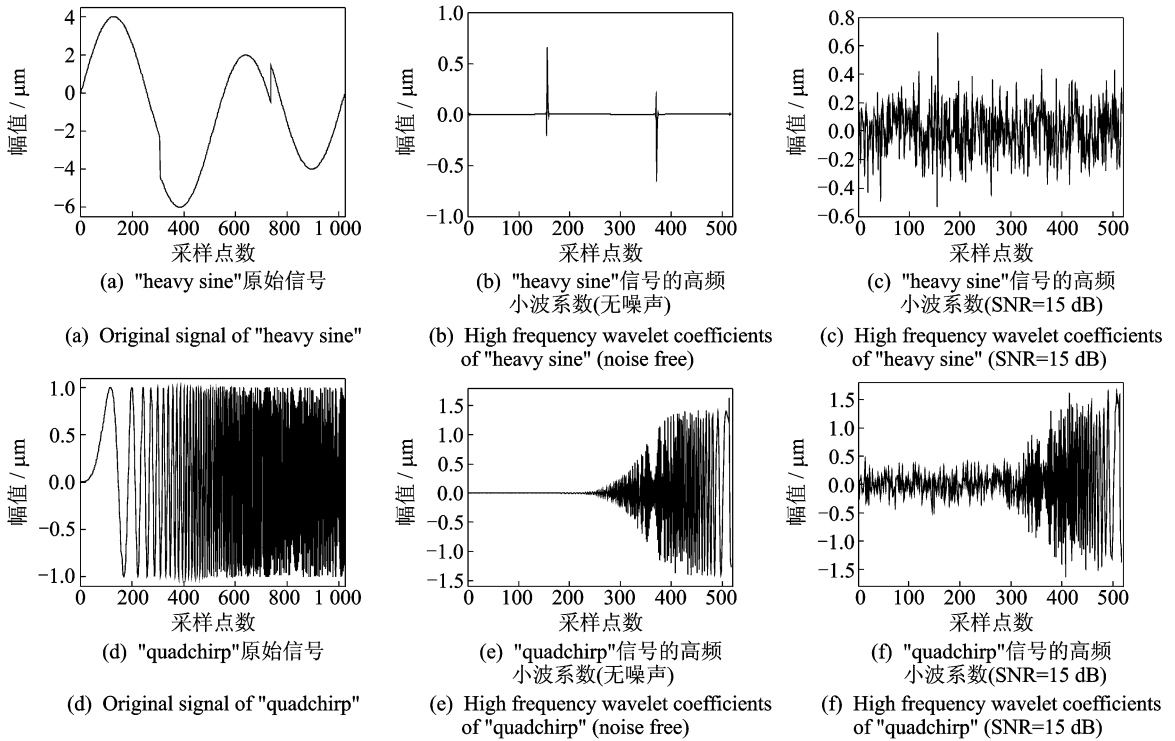 4
2
0
−2
−4
−6
幅值 / μm
0 200 400 600 800 1 000
采样点数
(a) "heavy sine"原始信号
(a) Original signal of "heavy sine"
1.0
0.5
0.0
−0.5
−1.0
幅值 / μm
0 100 200 300 400 500
采样点数
(b) "heavy sine"信号的高频
小波系数(无噪声)
(b) High frequency wavelet coefficients
of "heavy sine" (noise free)
0.8
0.6
0.4
0.2
0.0
−0.2
−0.4
−0.6
幅值 / μm
0 100 200 300 400 500
采样点数
(c) "heavy sine"信号的高频
小波系数(SNR=15 dB)
(c) High frequency wavelet coefficients
of "heavy sine" (SNR=15 dB)
1.0
0.5
0.0
−0.5
−1.0
幅值 / μm
0 200 400 600 800 1 000
采样点数
(d) "quadchirp"原始信号
(d) Original signal of "quadchirp"
1.5
1.0
0.5
0.0
−0.5
−1.0
−1.5
幅值 / μm
0 100 200 300 400 500
采样点数
(e) "quadchirp"信号的高频
小波系数(无噪声)
(e) High frequency wavelet coefficients
of "quadchirp" (noise free)
1.5
1.0
0.5
0.0
−0.5
−1.0
−1.5
幅值 / μm
0 100 200 300 400 500
采样点数
(f) "quadchirp"信号的高频
小波系数(SNR=15 dB)
(f) High frequency wavelet coefficients
of "quadchirp" (SNR=15 dB)